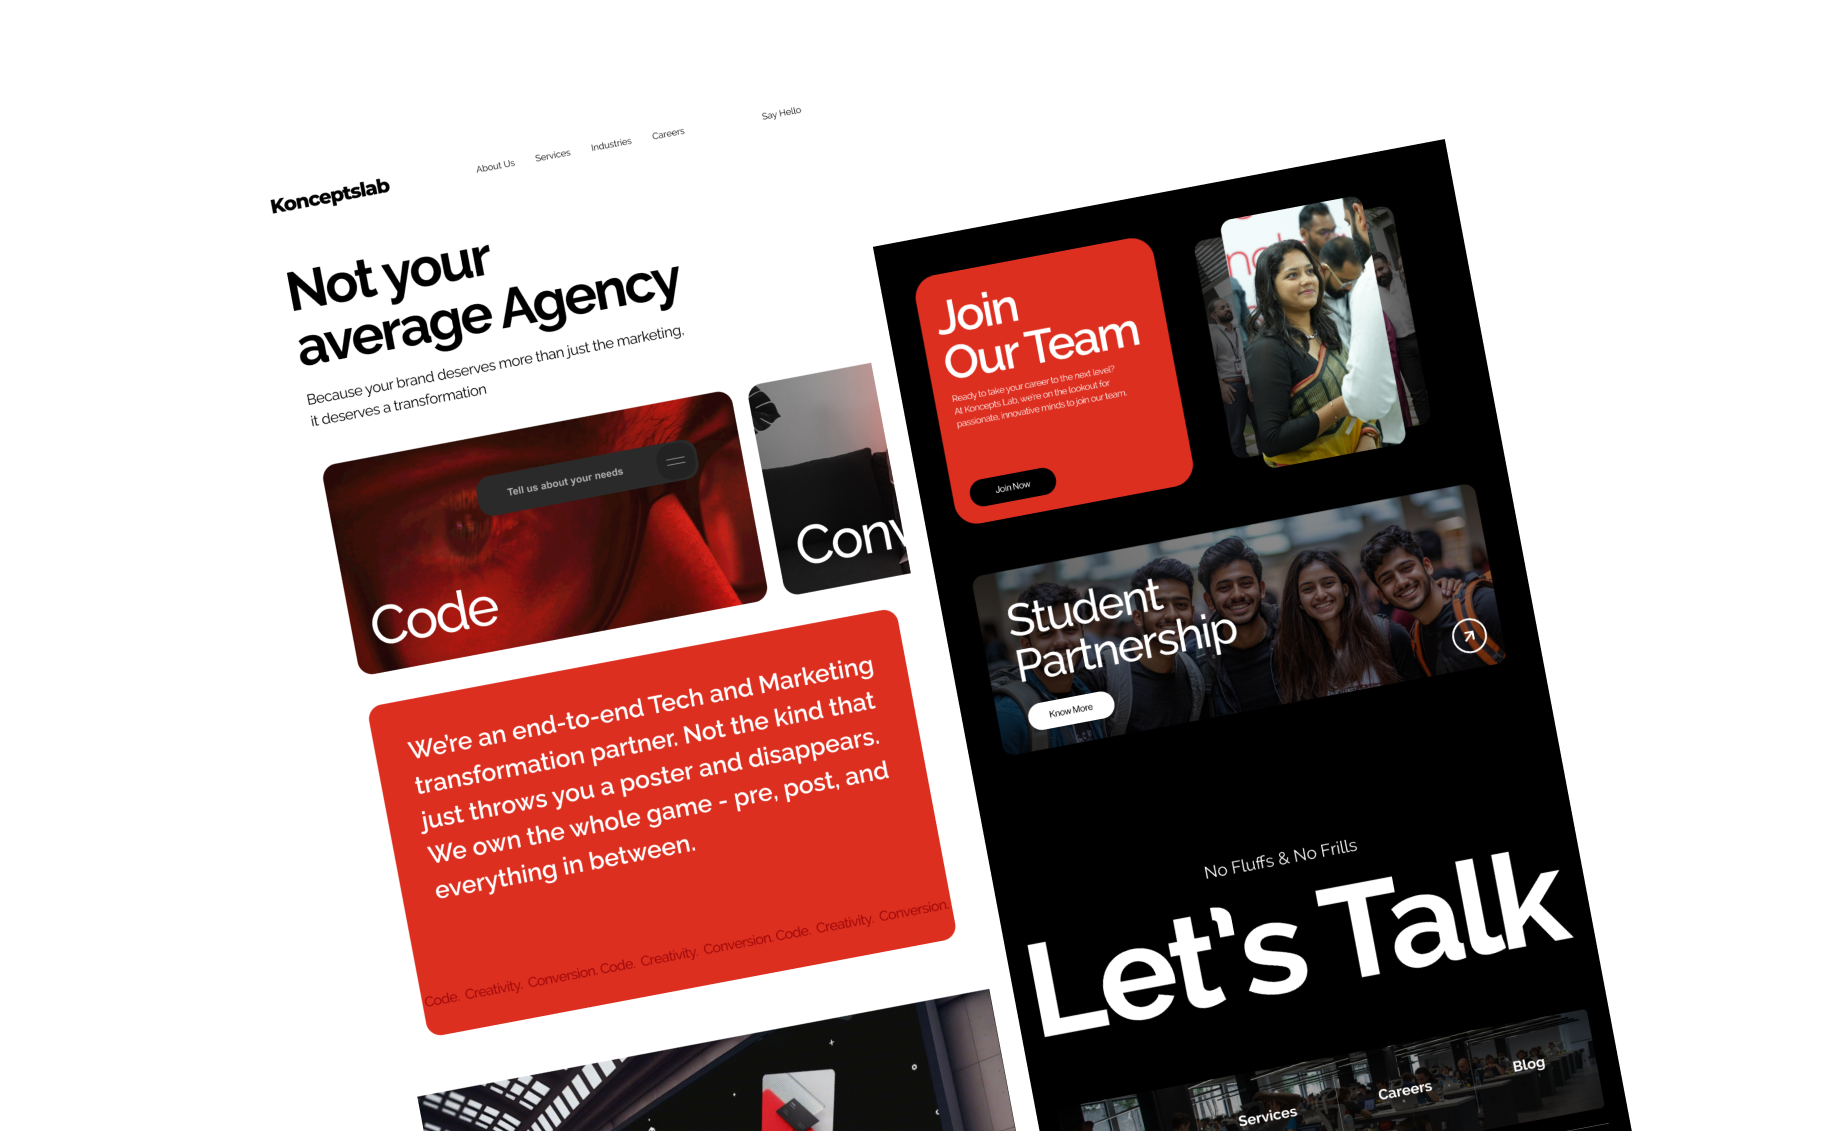 Konceptslab
About Us
Services
Industries
Careers
Say Hello
Not your
average Agency
Because your brand deserves more than just the marketing,
it deserves a transformation
Tell us about your needs
Code
We're an end-to-end Tech and Marketing
transformation partner. Not the kind that
just throws you a poster and disappears.
We own the whole game - pre, post, and
everything in between.
Code. Creativity. Conversion. Code. Creativity. Conversion. Code. Creativity. Conversion.
Join
Our Team
Ready to take your career to the next level?
At Koncepts Lab, we're on the lookout for
passionate, innovative minds to join our team.
Join Now
Student
Partnership
Know More
No Fluffs & No Frills
Let's Talk
Services
Careers
Blog